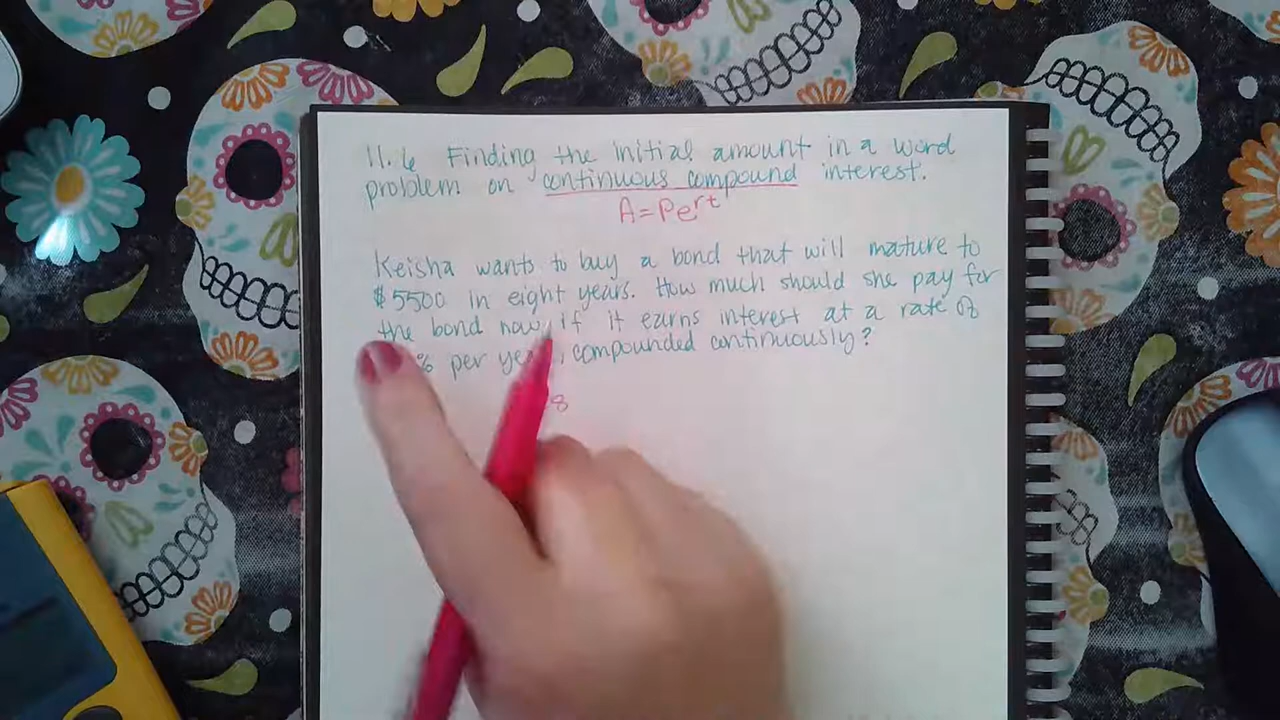 11.6 Finding the initial amount in a word
problem on continuous compound interest.
A=Pe^rt
Keisha wants to buy a bond that will mature to
$5500 in eight years. How much should she pay for
the bond now if it earns interest at a rate of
% per year, compounded continuously?
8